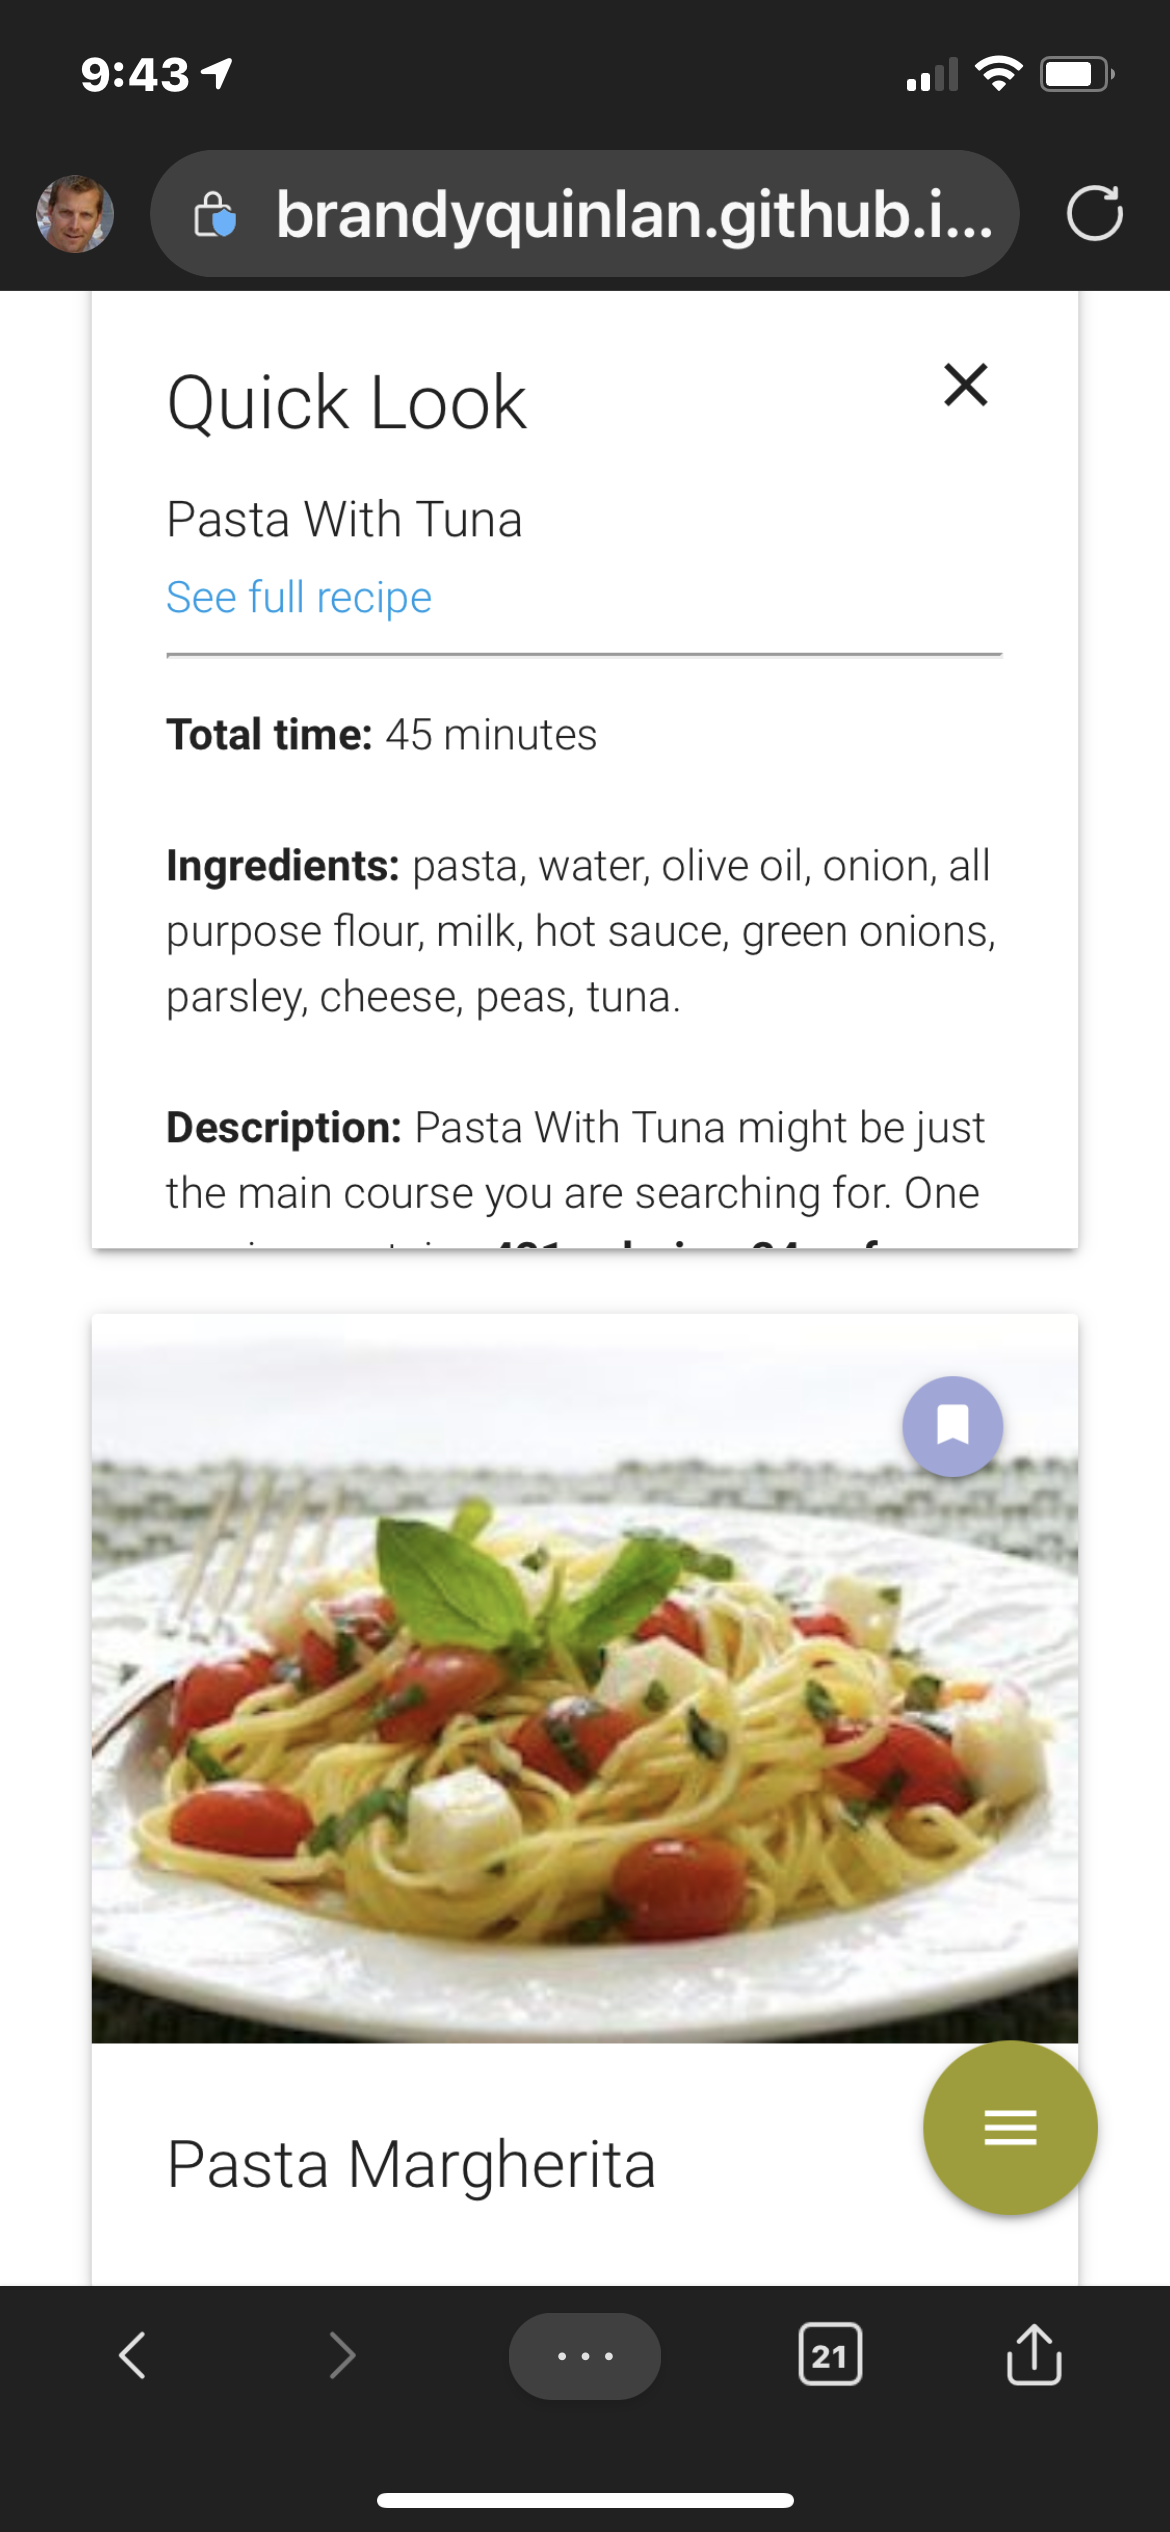 9:43
brandyquinlan.github.i...
Quick Look
Pasta With Tuna
See full recipe
Total time: 45 minutes
Ingredients: pasta, water, olive oil, onion, all
purpose flour, milk, hot sauce, green onions,
parsley, cheese, peas, tuna.
Description: Pasta With Tuna might be just
the main course you are searching for. One
Pasta Margherita
21